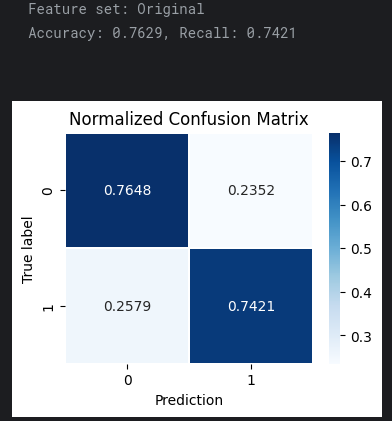 Feature set: Original
Accuracy: 0.7629, Recall: 0.7421
Normalized Confusion Matrix
0.7648 0.2352
0.2579 0.7421
0
1
True label
0 1
Prediction
0.7
0.6
0.5
0.4
0.3